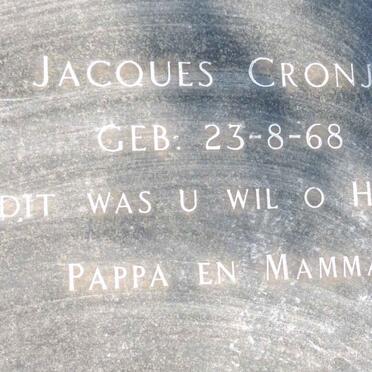 JACQUES CRONJ
GEB: 23-8-68
DIT WAS U WIL O H
PAPPA EN MAMMA